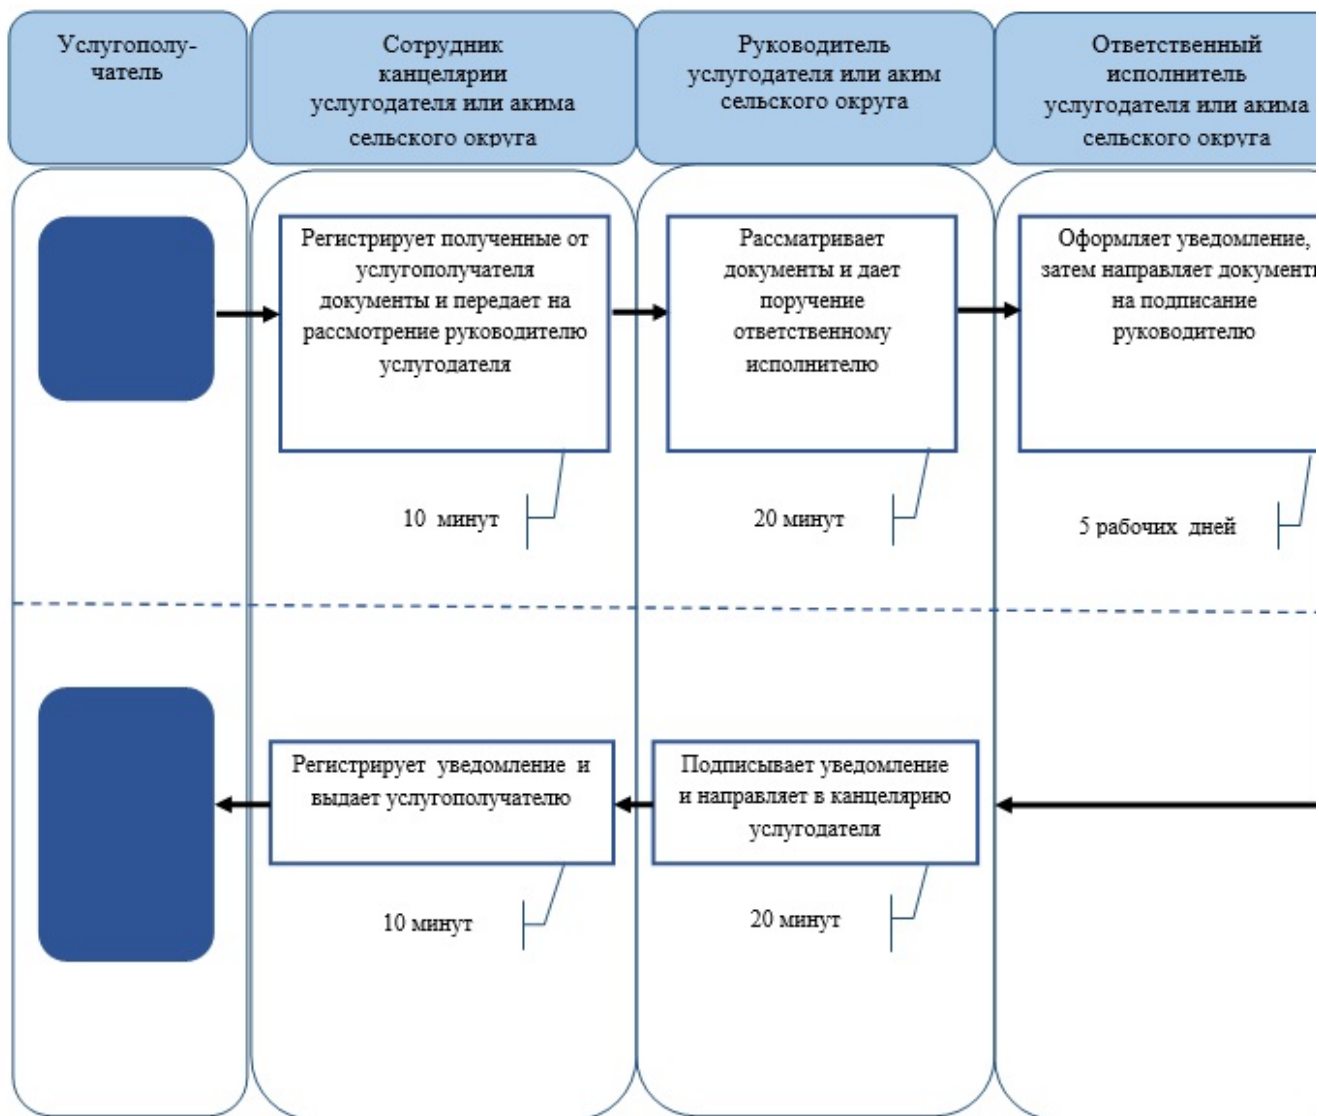 Услугополу-
чатель
Сотрудник
канцелярии
услугодателя или акима
сельского округа
Руководитель
услугодателя или аким
сельского округа
Ответственный
исполнитель
услугодателя или акима
сельского округа
Регистрирует полученные от
услугополучателя
документы и передает на
рассмотрение руководителю
услугодателя
Рассматривает
документы и дает
поручение
ответственному
исполнителю
Оформляет уведомление,
затем направляет документ
на подписание
руководителю
10 минут
20 минут
5 рабочих дней
Регистрирует уведомление и
выдает услугополучателю
Подписывает уведомление
и направляет в канцелярию
услугодателя
10 минут
20 минут